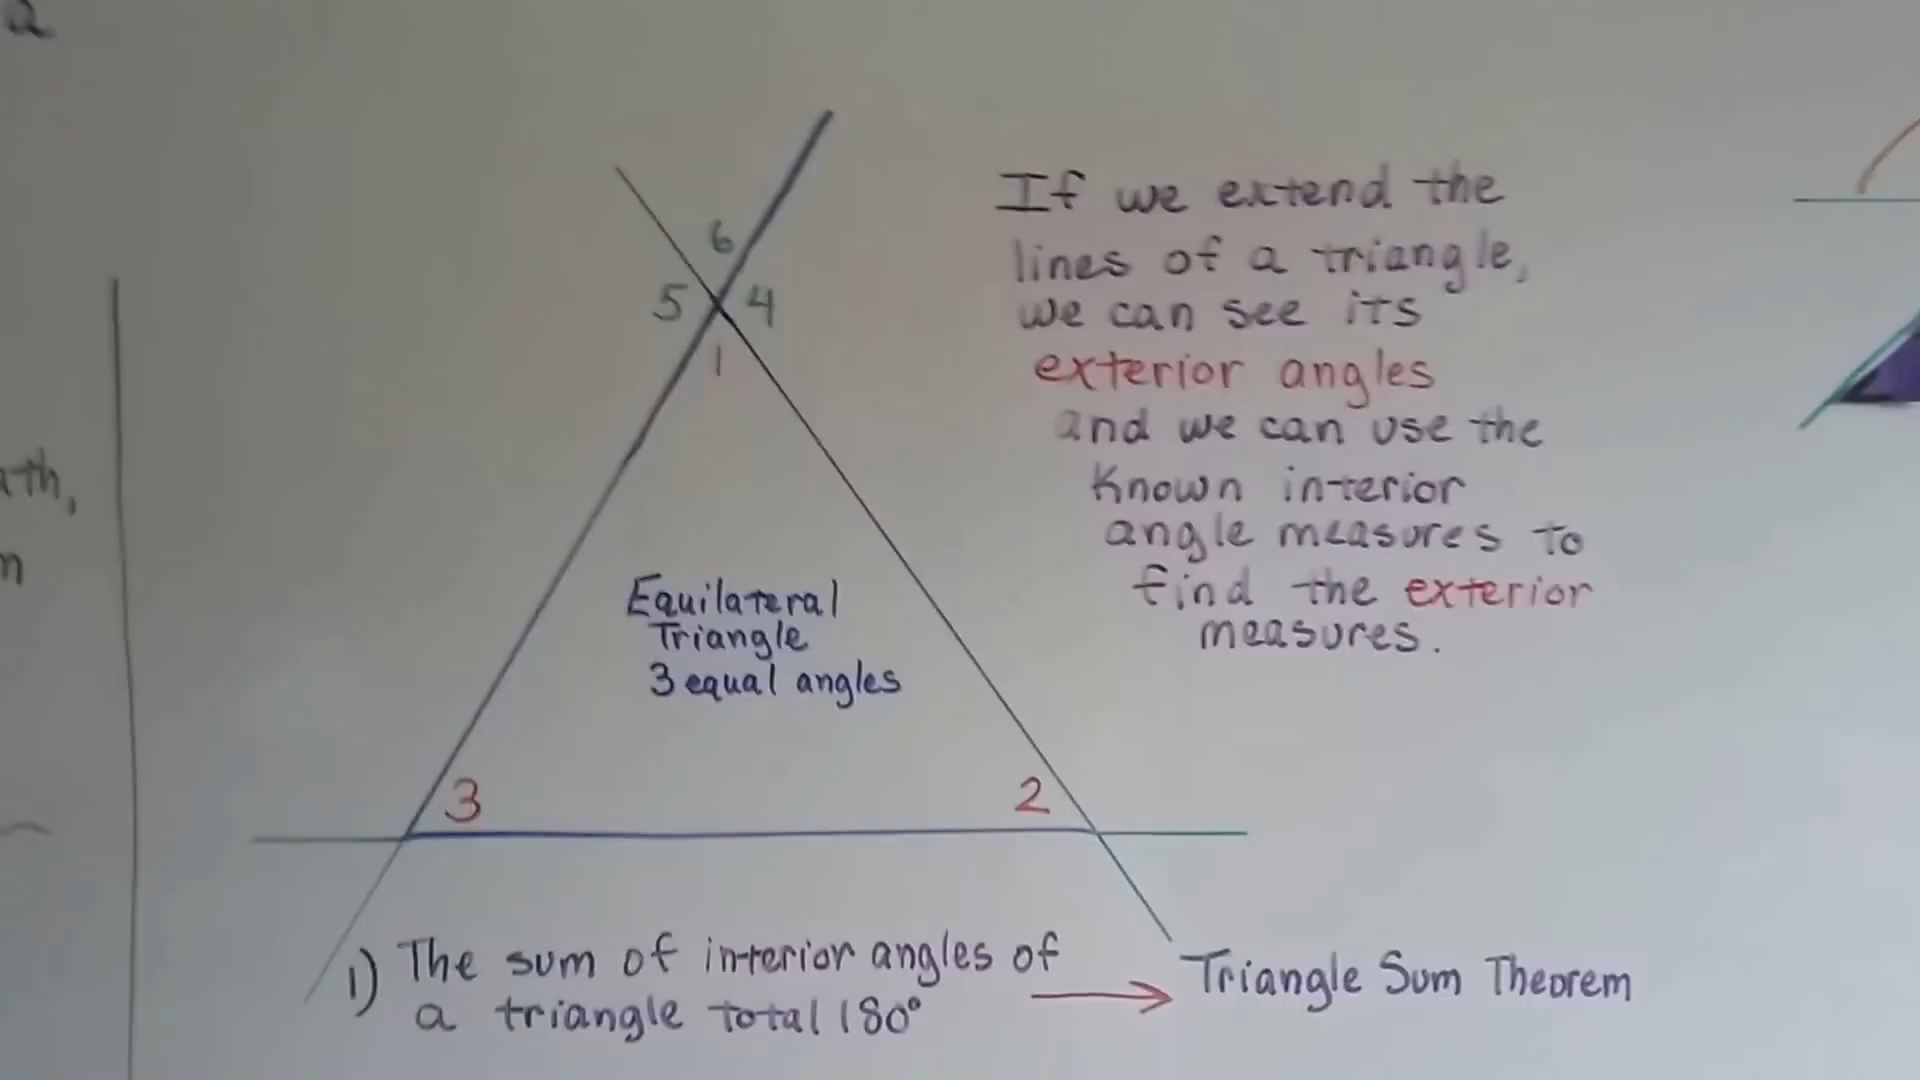 2
ath,
n
6
5 4
1
If we extend the
lines of a triangle,
we can see its
exterior angles
and we can use the
known interior
angle measures to
find the exterior
measures.
Equilateral
Triangle
3 equal angles
3 2
1) The sum of interior angles of
a triangle total 180°
Triangle Sum Theorem